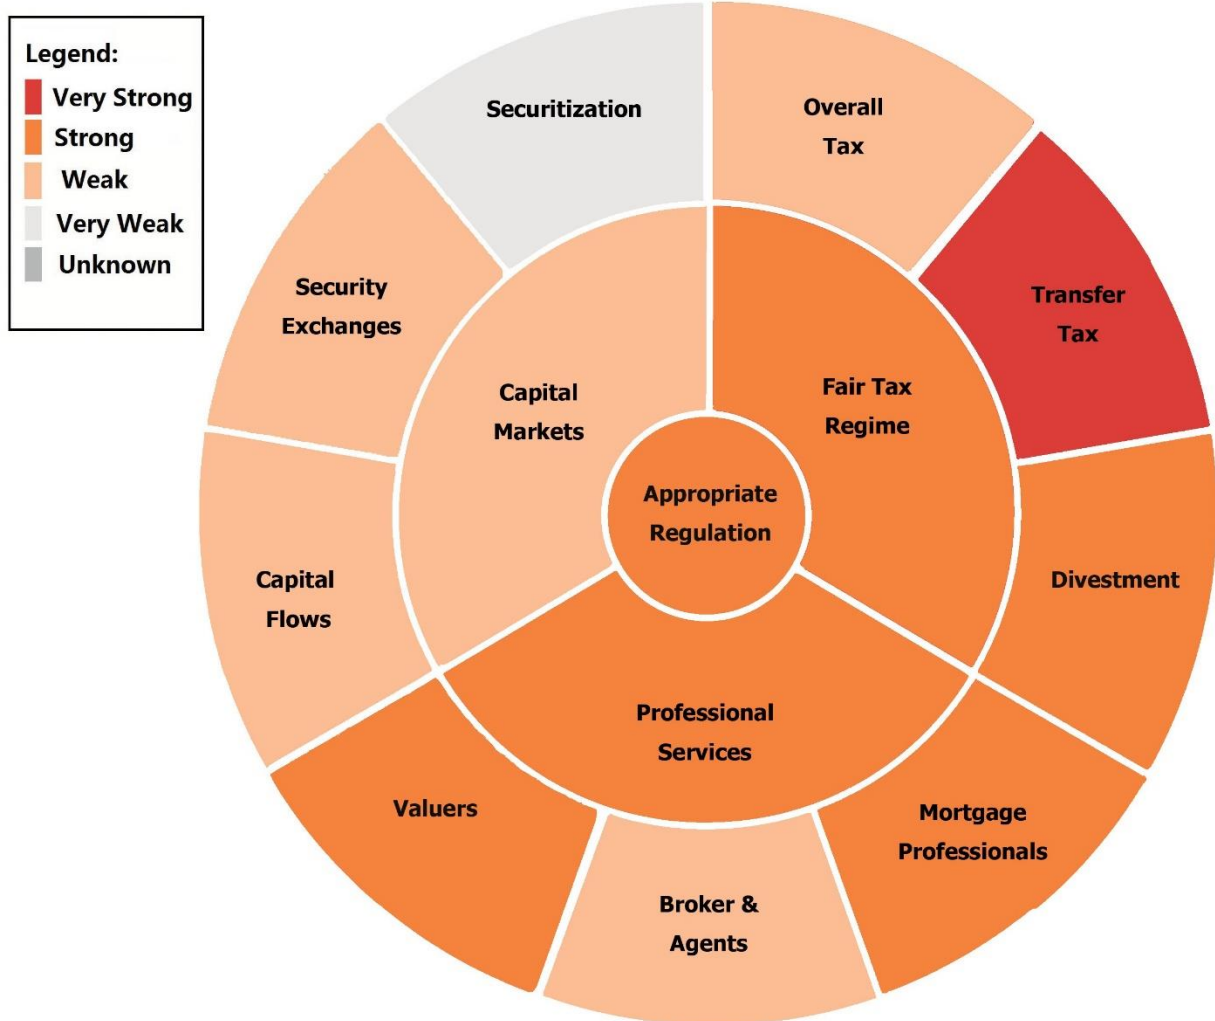 Legend:
Very Strong
Strong
Weak
Very Weak
Unknown
Securitization
Overall
Tax
Security
Exchanges
Transfer
Tax
Capital
Markets
Fair Tax
Regime
Appropriate
Regulation
Capital
Flows
Divestment
Professional
Services
Valuers
Mortgage
Professionals
Broker &
Agents